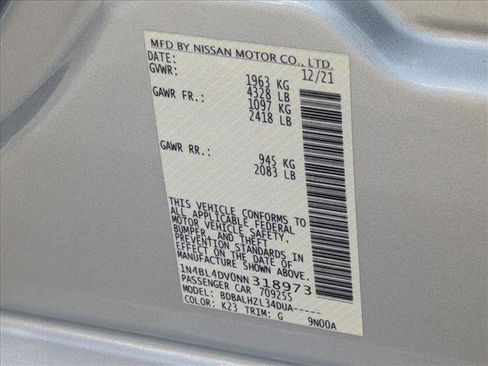 MFD BY NISSAN MOTOR CO., LTD.
DATE: 12/21
GVWR: 1963 KG
4328 LB
GAWR FR.: 1097 KG
2418 LB
GAWR RR.: 945 KG
2083 LB
THIS VEHICLE CONFORMS TO
ALL APPLICABLE FEDERAL
MOTOR VEHICLE SAFETY,
BUMPER, AND THEFT
PREVENTION STANDARDS IN
EFFECT ON THE DATE OF
MANUFACTURE SHOWN ABOVE.
1N4BL4DV0NN318973
PASSENGER CAR 709255
MODEL: BDBALHZL34DUA-----
COLOR: K23 TRIM: G 9N00A